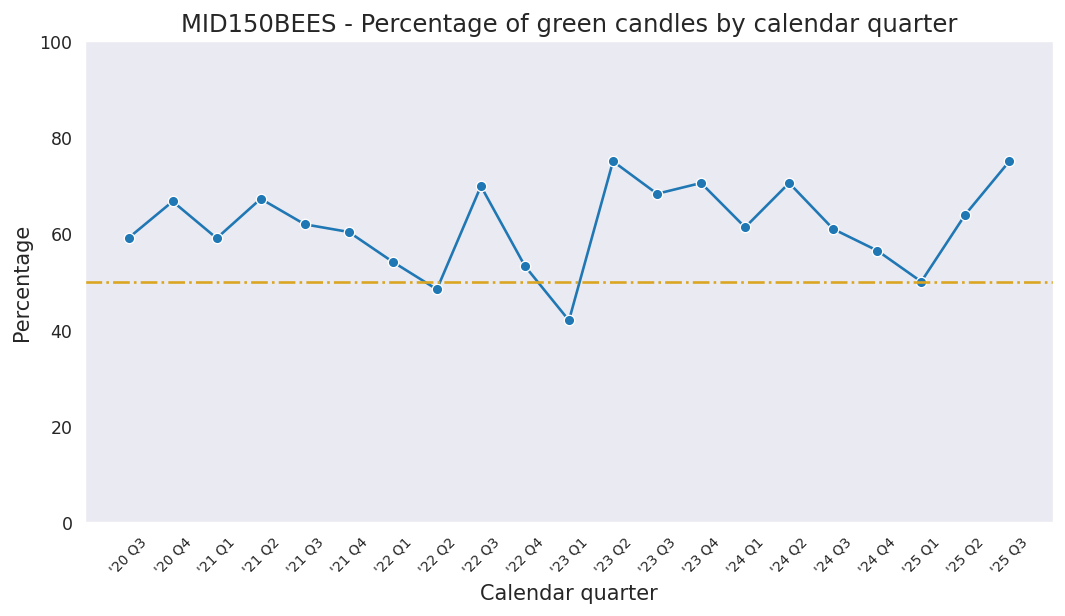 MID150BEES - Percentage of green candles by calendar quarter
100
80
60
40
20
0
Percentage
'20 Q3
'20 Q4
'21 Q1
'21 Q2
'21 Q3
'21 Q4
'22 Q1
'22 Q2
'22 Q3
'22 Q4
'23 Q1
'23 Q2
'23 Q3
'23 Q4
'24 Q1
'24 Q2
'24 Q3
'24 Q4
'25 Q1
'25 Q2
'25 Q3
Calendar quarter